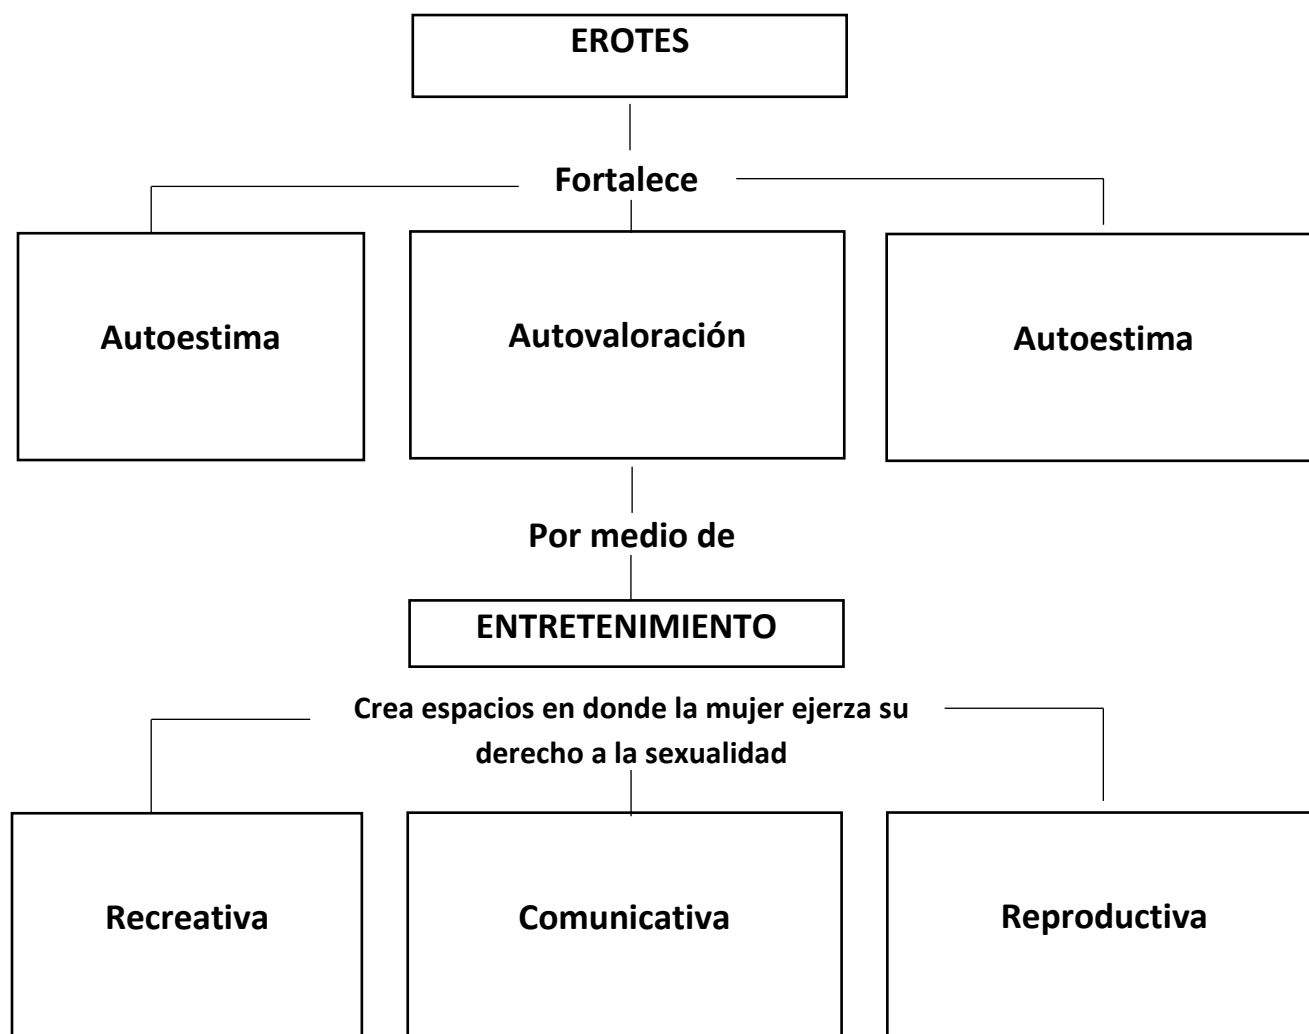 EROTES
Fortalece
Autoestima
Autovaloración
Autoestima
Por medio de
ENTRETENIMIENTO
Crea espacios en donde la mujer ejerza su
derecho a la sexualidad
Recreativa
Comunicativa
Reproductiva